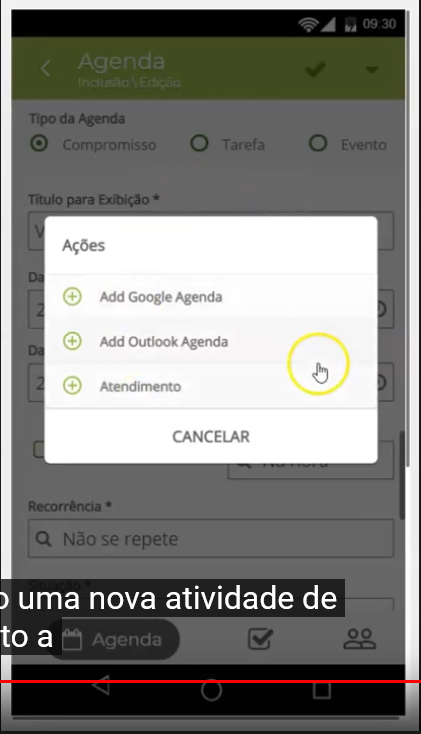 09:30
Agenda
Inclusão\Edição
Tipo da Agenda
Compromisso Tarefa Evento
Título para Exibição *
V
Ações
Da
2
Add Google Agenda
Add Outlook Agenda
Da
2
Atendimento
CANCELAR
Na hora
Recorrência *
Não se repete
Situação *
o uma nova atividade de
to a
Agenda